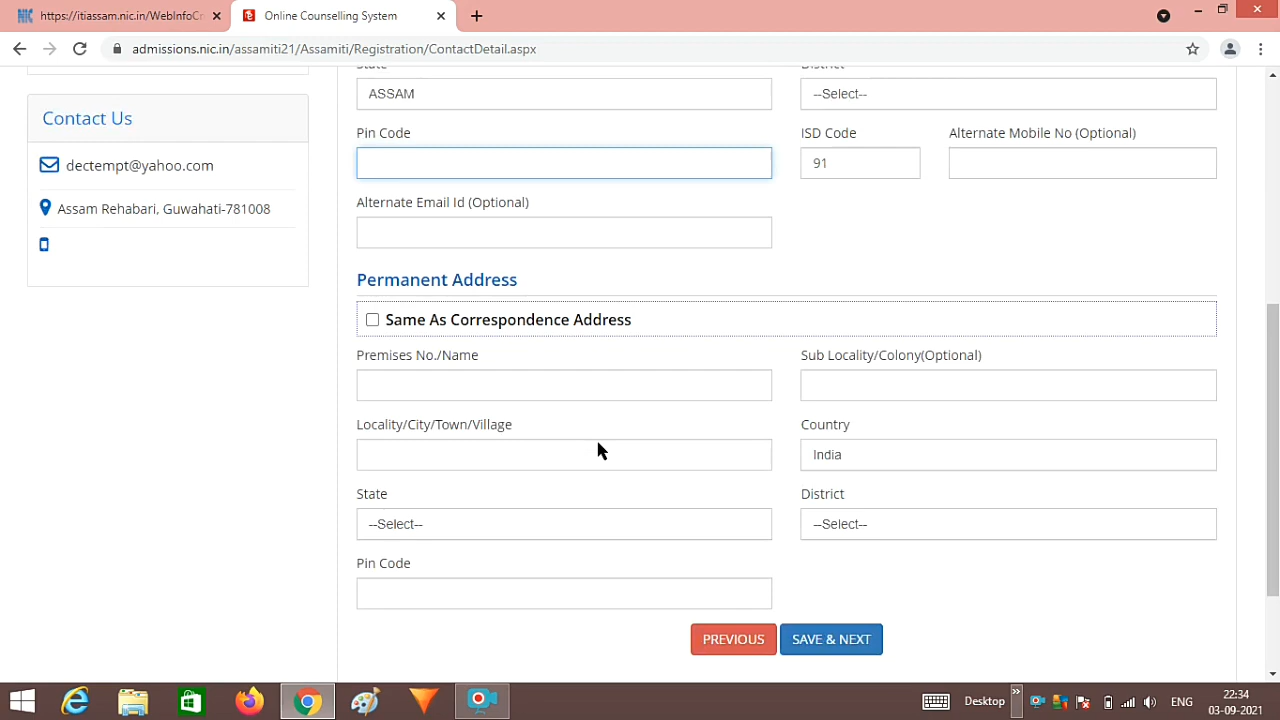 https://itiassam.nic.in/WebInfoCr
Online Counselling System
admissions.nic.in/assamiti21/Assamiti/Registration/ContactDetail.aspx
State District
ASSAM --Select--
Contact Us
dectempt@yahoo.com
Assam Rehabari, Guwahati-781008
Pin Code ISD Code Alternate Mobile No (Optional)
91
Alternate Email Id (Optional)
Permanent Address
Same As Correspondence Address
Premises No./Name Sub Locality/Colony(Optional)
Locality/City/Town/Village Country
India
State District
--Select-- --Select--
Pin Code
PREVIOUS SAVE & NEXT
Desktop ENG 22:34
03-09-2021